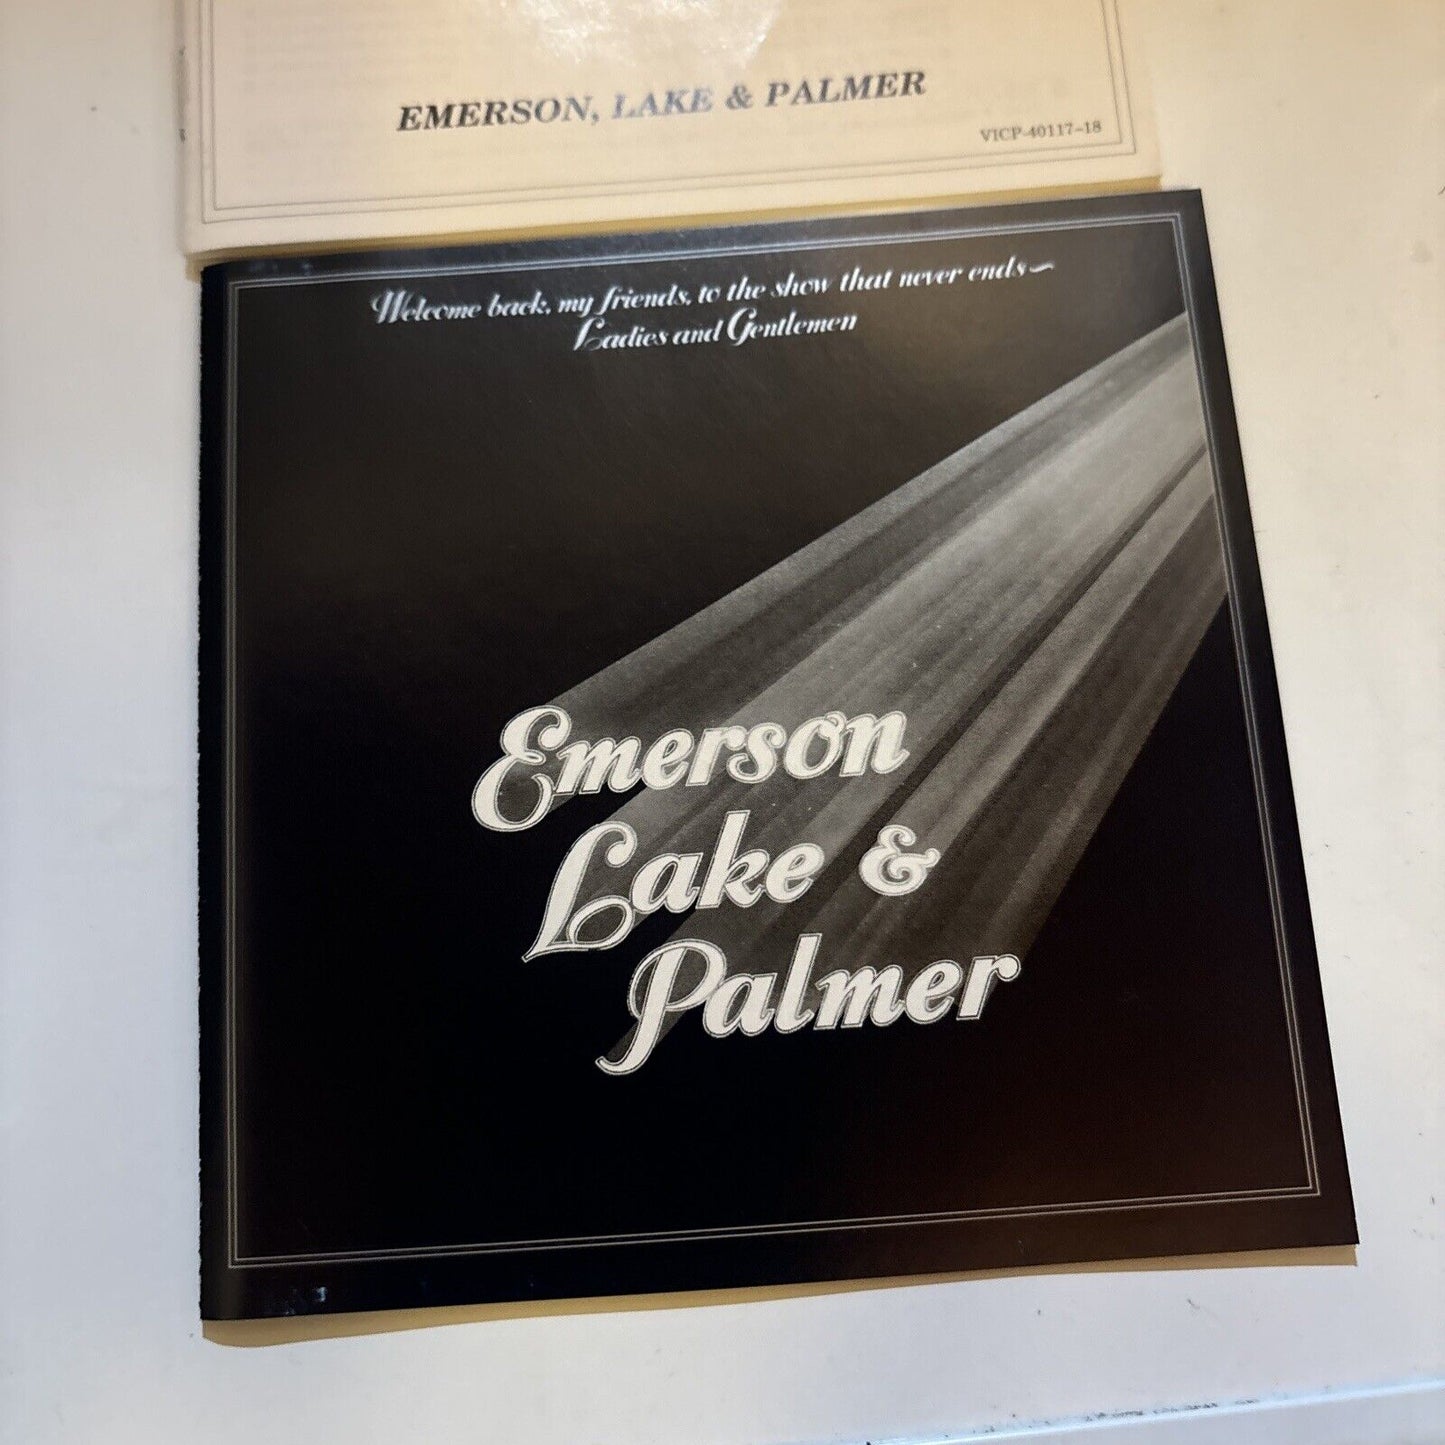 EMERSON, LAKE & PALMER
VICP-40117-18
Welcome back, my friends, to the show that never ends~
Ladies and Gentlemen
Emerson
Lake &
Palmer